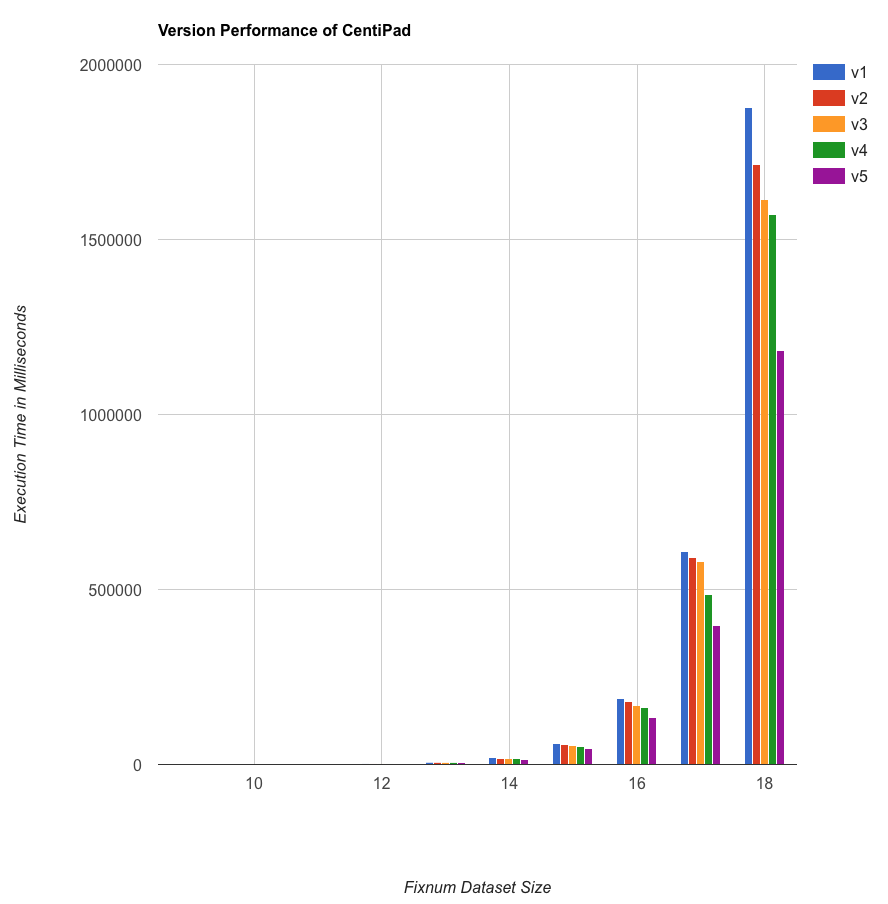 Version Performance of CentiPad
2000000
1500000
1000000
500000
0
Execution Time in Milliseconds
10 12 14 16 18
Fixnum Dataset Size
v1
v2
v3
v4
v5